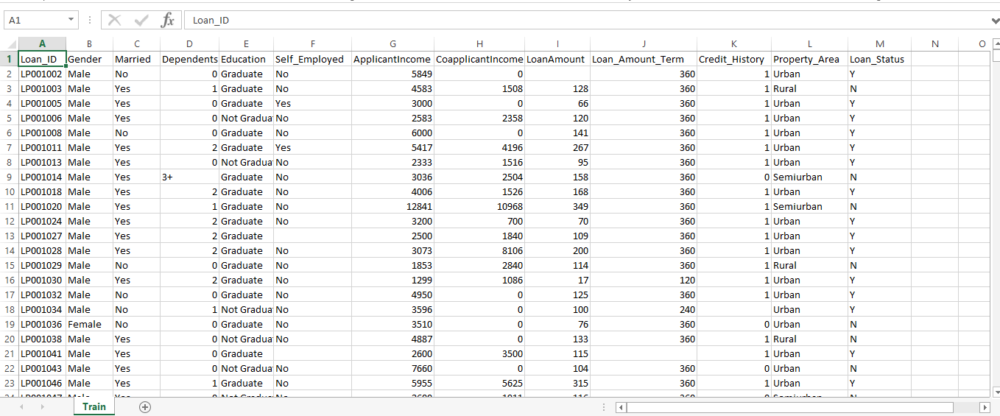 A1 fx Loan_ID
A B C D E F G H I J K L M N O
1 Loan_ID Gender Married Dependents Education Self_Employed ApplicantIncome CoapplicantIncome LoanAmount Loan_Amount_Term Credit_History Property_Area Loan_Status
2 LP001002 Male No 0 Graduate No 5849 0 360 1 Urban Y
3 LP001003 Male Yes 1 Graduate No 4583 1508 128 360 1 Rural N
4 LP001005 Male Yes 0 Graduate Yes 3000 0 66 360 1 Urban Y
5 LP001006 Male Yes 0 Not Gradua No 2583 2358 120 360 1 Urban Y
6 LP001008 Male No 0 Graduate No 6000 0 141 360 1 Urban Y
7 LP001011 Male Yes 2 Graduate Yes 5417 4196 267 360 1 Urban Y
8 LP001013 Male Yes 0 Not Gradua No 2333 1516 95 360 1 Urban Y
9 LP001014 Male Yes 3+ Graduate No 3036 2504 158 360 0 Semiurban N
10 LP001018 Male Yes 2 Graduate No 4006 1526 168 360 1 Urban Y
11 LP001020 Male Yes 1 Graduate No 12841 10968 349 360 1 Semiurban N
12 LP001024 Male Yes 2 Graduate No 3200 700 70 360 1 Urban Y
13 LP001027 Male Yes 2 Graduate 2500 1840 109 360 1 Urban Y
14 LP001028 Male Yes 2 Graduate No 3073 8106 200 360 1 Urban Y
15 LP001029 Male No 0 Graduate No 1853 2840 114 360 1 Rural N
16 LP001030 Male Yes 2 Graduate No 1299 1086 17 120 1 Urban Y
17 LP001032 Male No 0 Graduate No 4950 0 125 360 1 Urban Y
18 LP001034 Male No 1 Not Gradua No 3596 0 100 240 Urban Y
19 LP001036 Female No 0 Graduate No 3510 0 76 360 0 Urban N
20 LP001038 Male Yes 0 Not Gradua No 4887 0 133 360 1 Rural N
21 LP001041 Male Yes 0 Graduate 2600 3500 115 1 Urban Y
22 LP001043 Male Yes 0 Not Gradua No 7660 0 104 360 0 Urban N
23 LP001046 Male Yes 1 Graduate No 5955 5625 315 360 1 Urban Y
Train